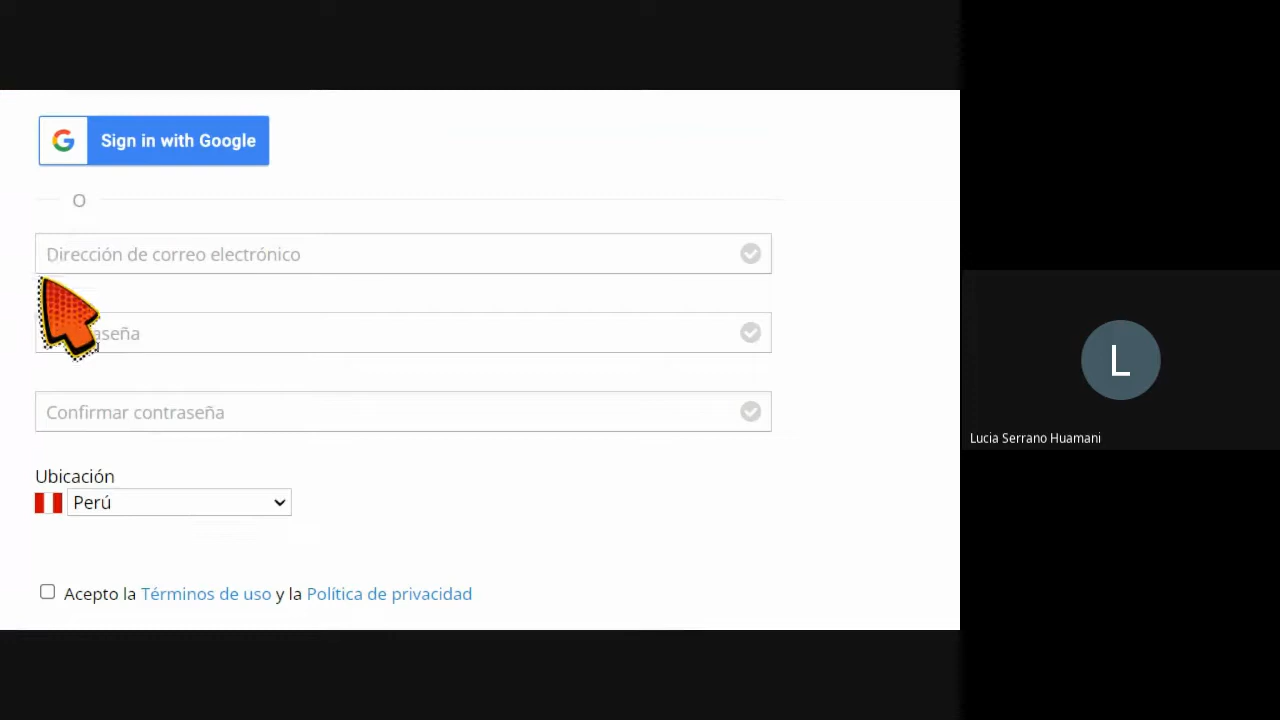 Sign in with Google
O
Dirección de correo electrónico
aseña
Confirmar contraseña
Ubicación
Perú
Acepto la Términos de uso y la Política de privacidad
L
Lucia Serrano Huamani